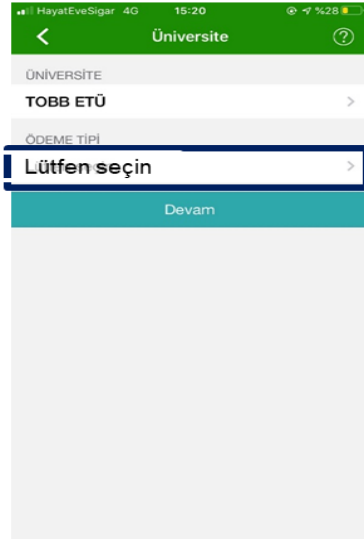 HayatEveSigar 4G 15:20 %28
Üniversite
ÜNİVERSİTE
TOBB ETÜ
ÖDEME TİPİ
Lütfen seçin
Devam